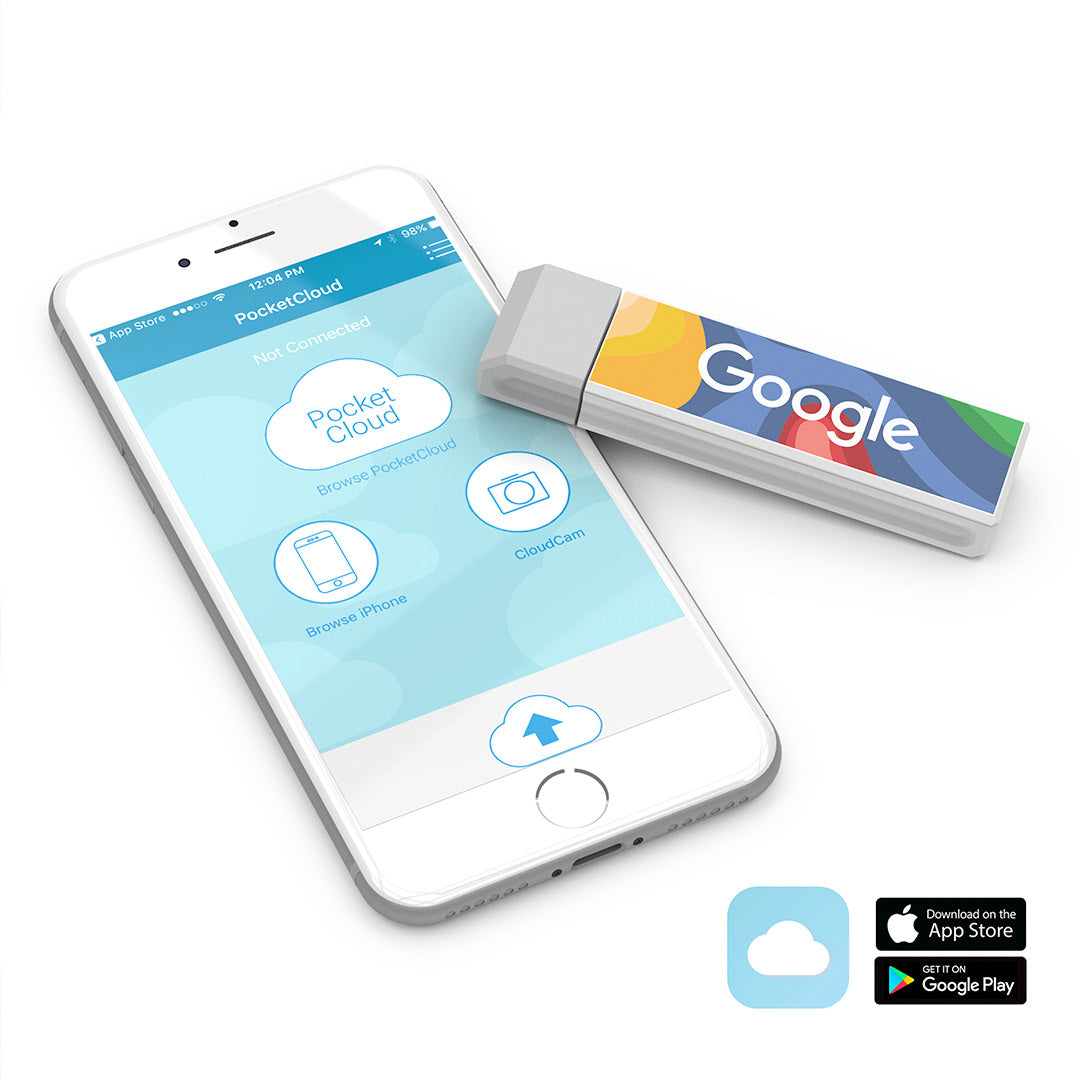 App Store
12:04 PM
98%
PocketCloud
Not Connected
Pocket
Cloud
Browse PocketCloud
CloudCam
Browse iPhone
Google
Download on the
App Store
GET IT ON
Google Play